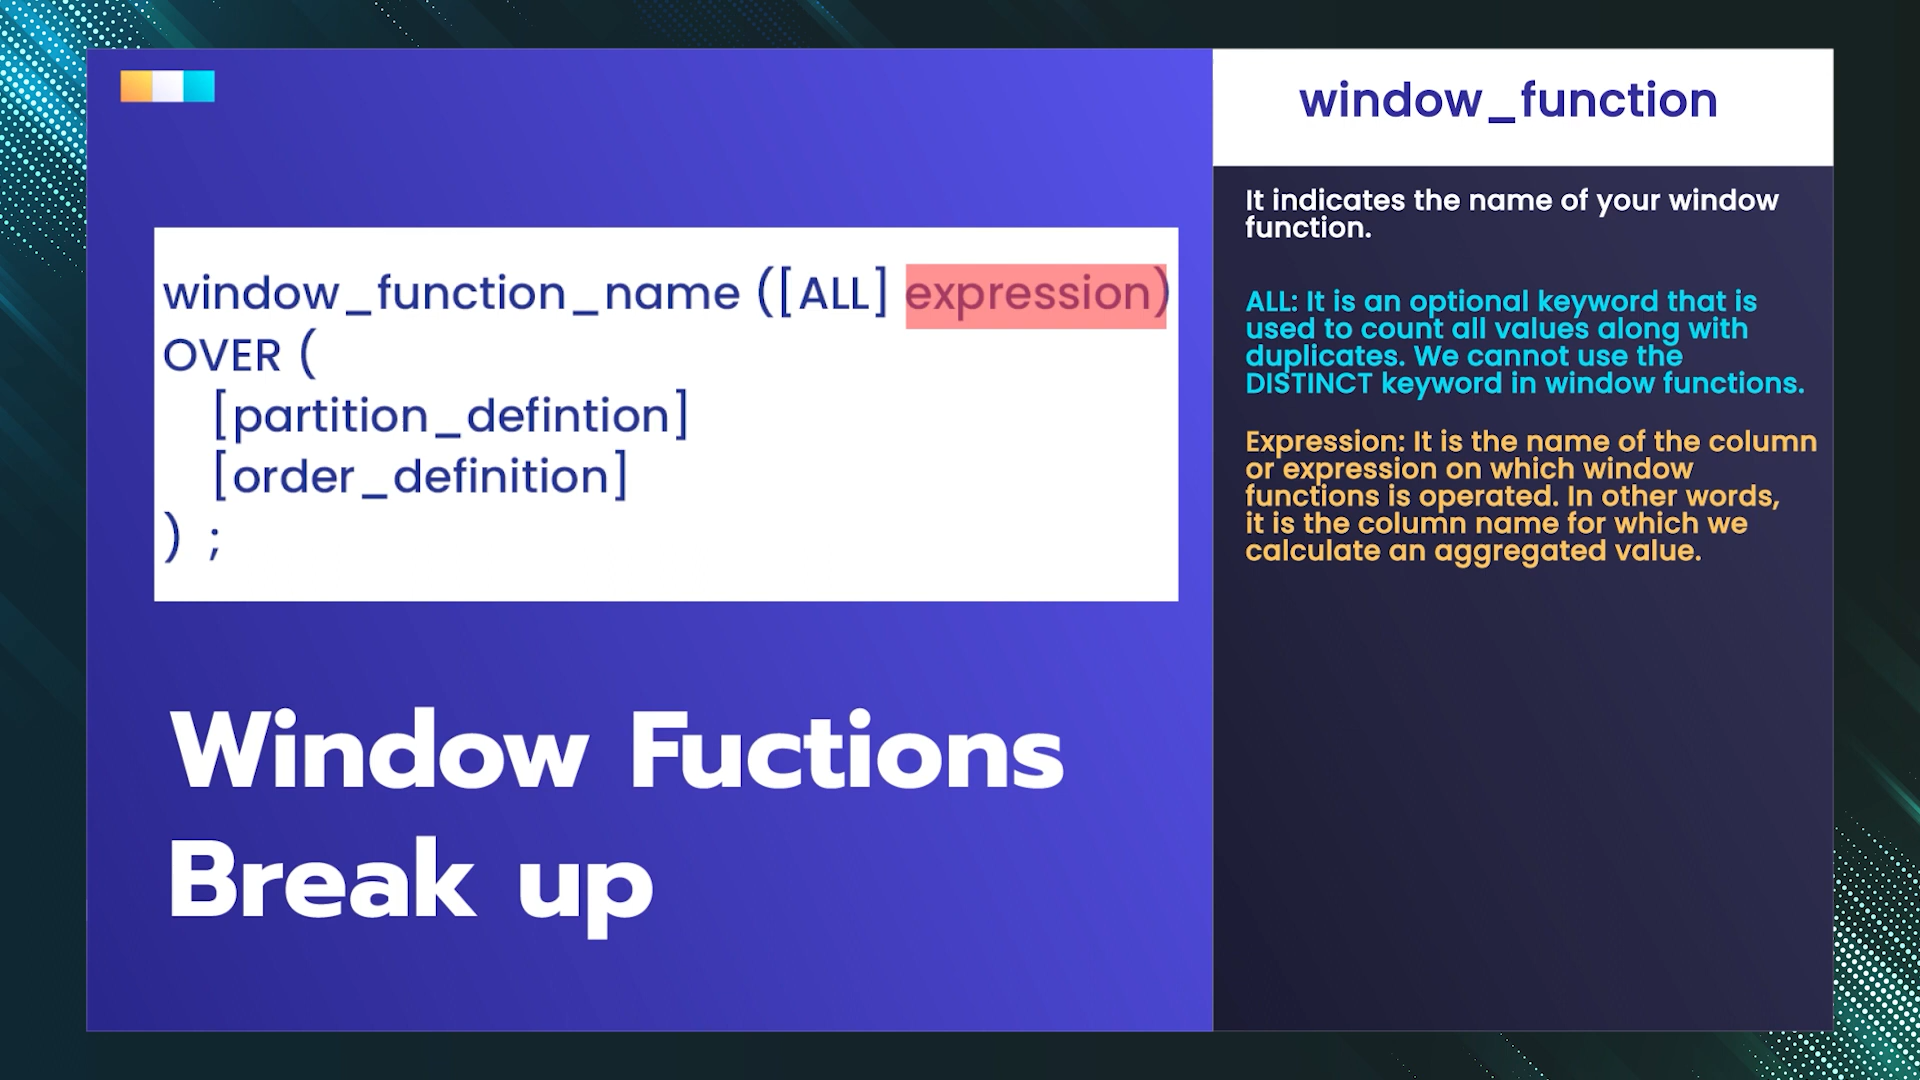 window_function_name ([ALL] expression)
OVER (
[partition_defintion]
[order_definition]
) ;
Window Fuctions
Break up
window_function
It indicates the name of your window
function.
ALL: It is an optional keyword that is
used to count all values along with
duplicates. We cannot use the
DISTINCT keyword in window functions.
Expression: It is the name of the column
or expression on which window
functions is operated. In other words,
it is the column name for which we
calculate an aggregated value.